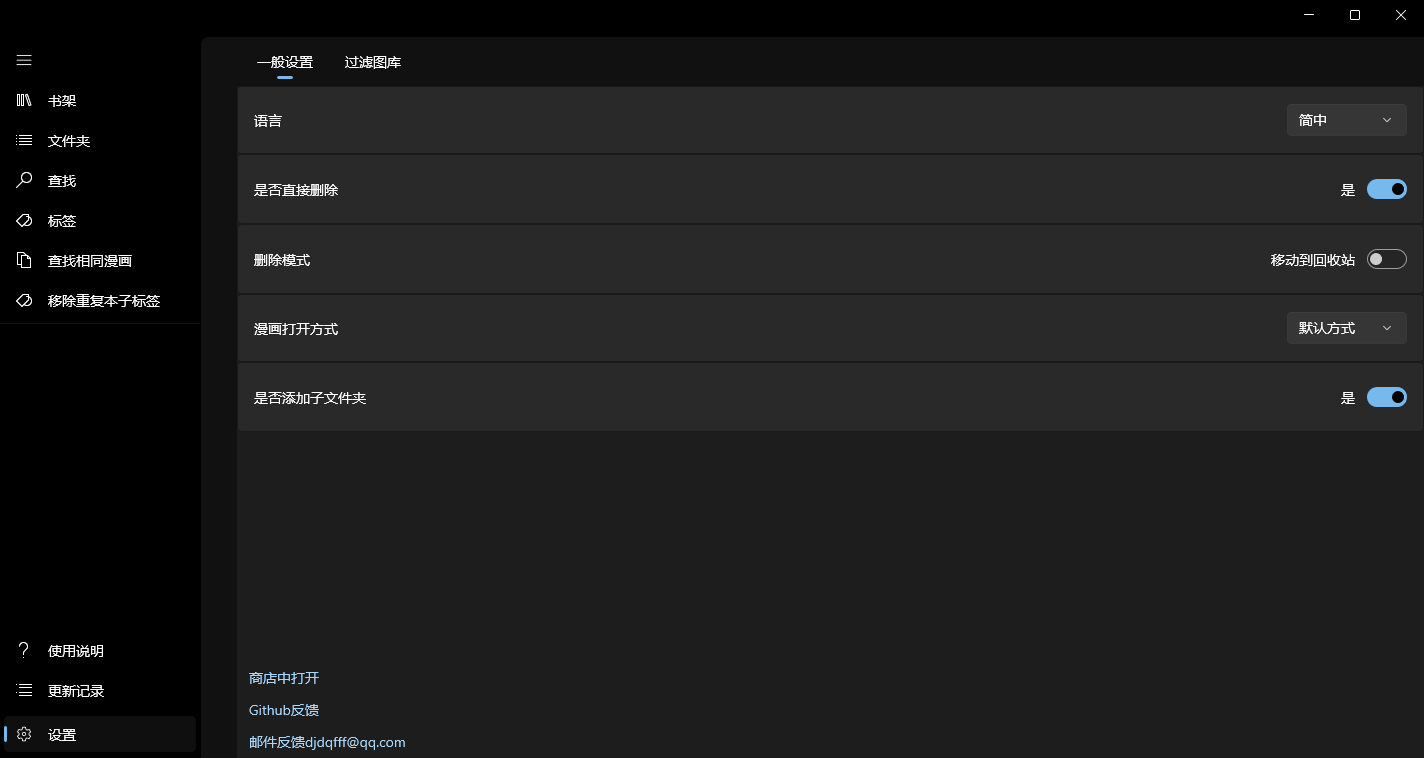 书架
文件夹
查找
标签
查找相同漫画
移除重复本子标签
使用说明
更新记录
设置
一般设置 过滤图库
语言 简中
是否直接删除 是
删除模式 移动到回收站
漫画打开方式 默认方式
是否添加子文件夹 是
商店中打开
Github反馈
邮件反馈djdqfff@qq.com